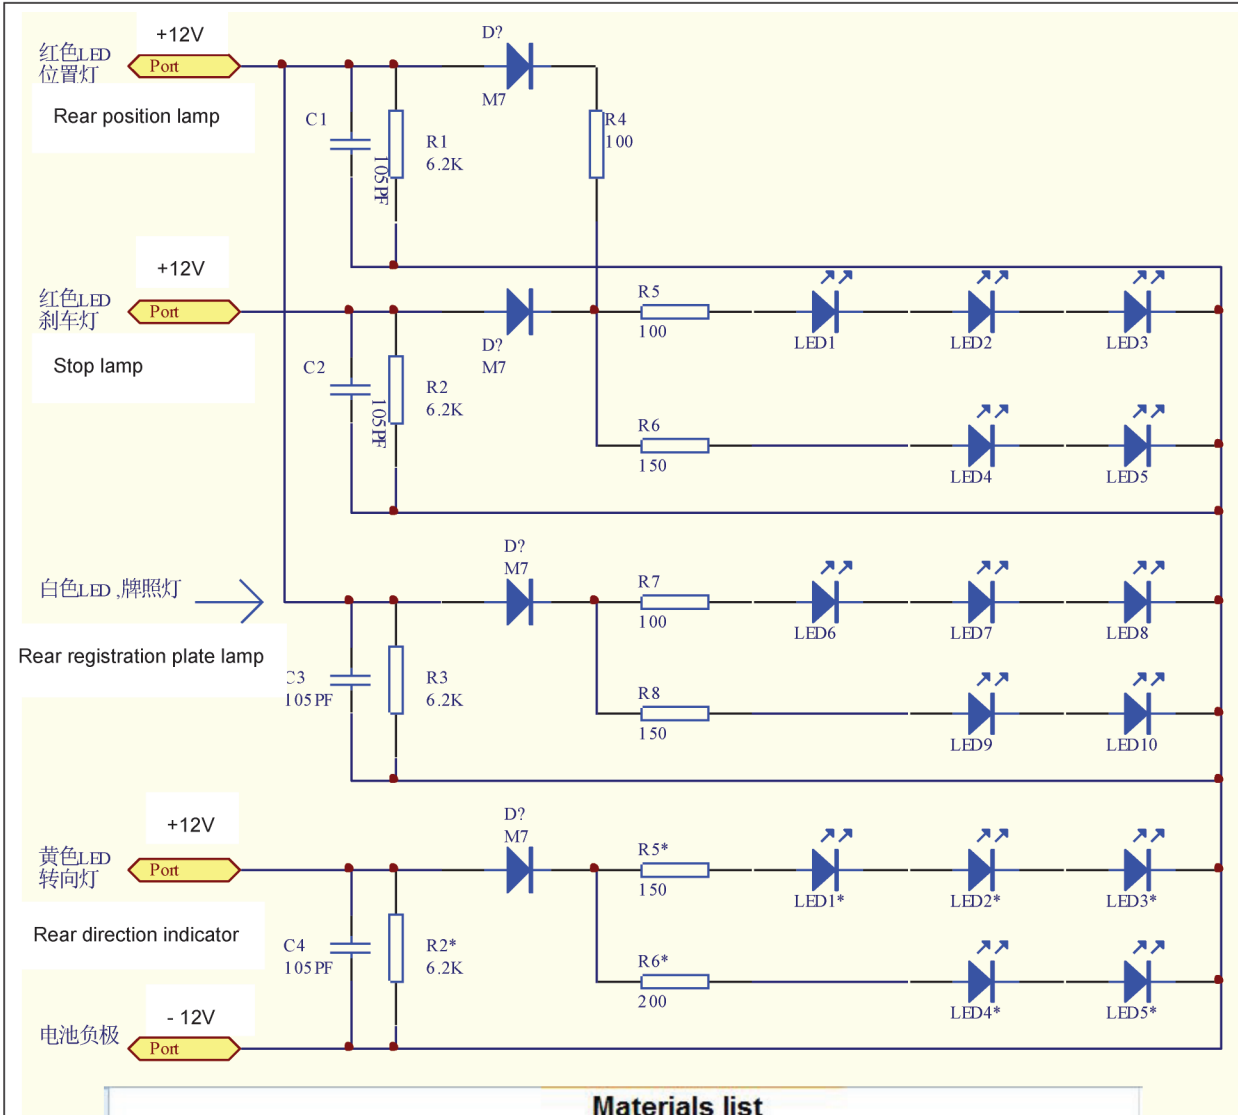 +12V
红色LED
位置灯
Port
Rear position lamp
D?
M7
C1
105PF
R1
6.2K
R4
100
+12V
红色LED
刹车灯
Port
Stop lamp
D?
M7
C2
105PF
R2
6.2K
R5
100
LED1
LED2
LED3
R6
150
LED4
LED5
白色LED ,牌照灯
Rear registration plate lamp
D?
M7
C3
105PF
R3
6.2K
R7
100
LED6
LED7
LED8
R8
150
LED9
LED10
+12V
黄色LED
转向灯
Port
Rear direction indicator
D?
M7
C4
105PF
R2*
6.2K
R5*
150
LED1*
LED2*
LED3*
R6*
200
LED4*
LED5*
- 12V
电池负极
Port
Materials list